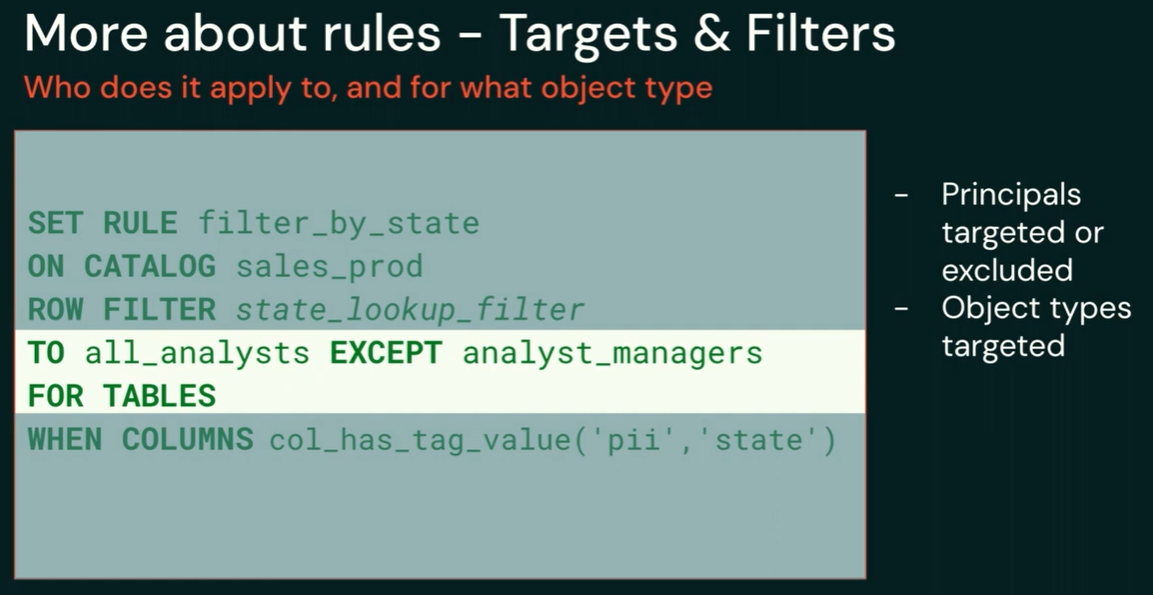 More about rules – Targets & Filters
Who does it apply to, and for what object type
SET RULE filter_by_state
ON CATALOG sales_prod
ROW FILTER state_lookup_filter
TO all_analysts EXCEPT analyst_managers
FOR TABLES
WHEN COLUMNS col_has_tag_value('pii','state')
- Principals
targeted or
excluded
- Object types
targeted